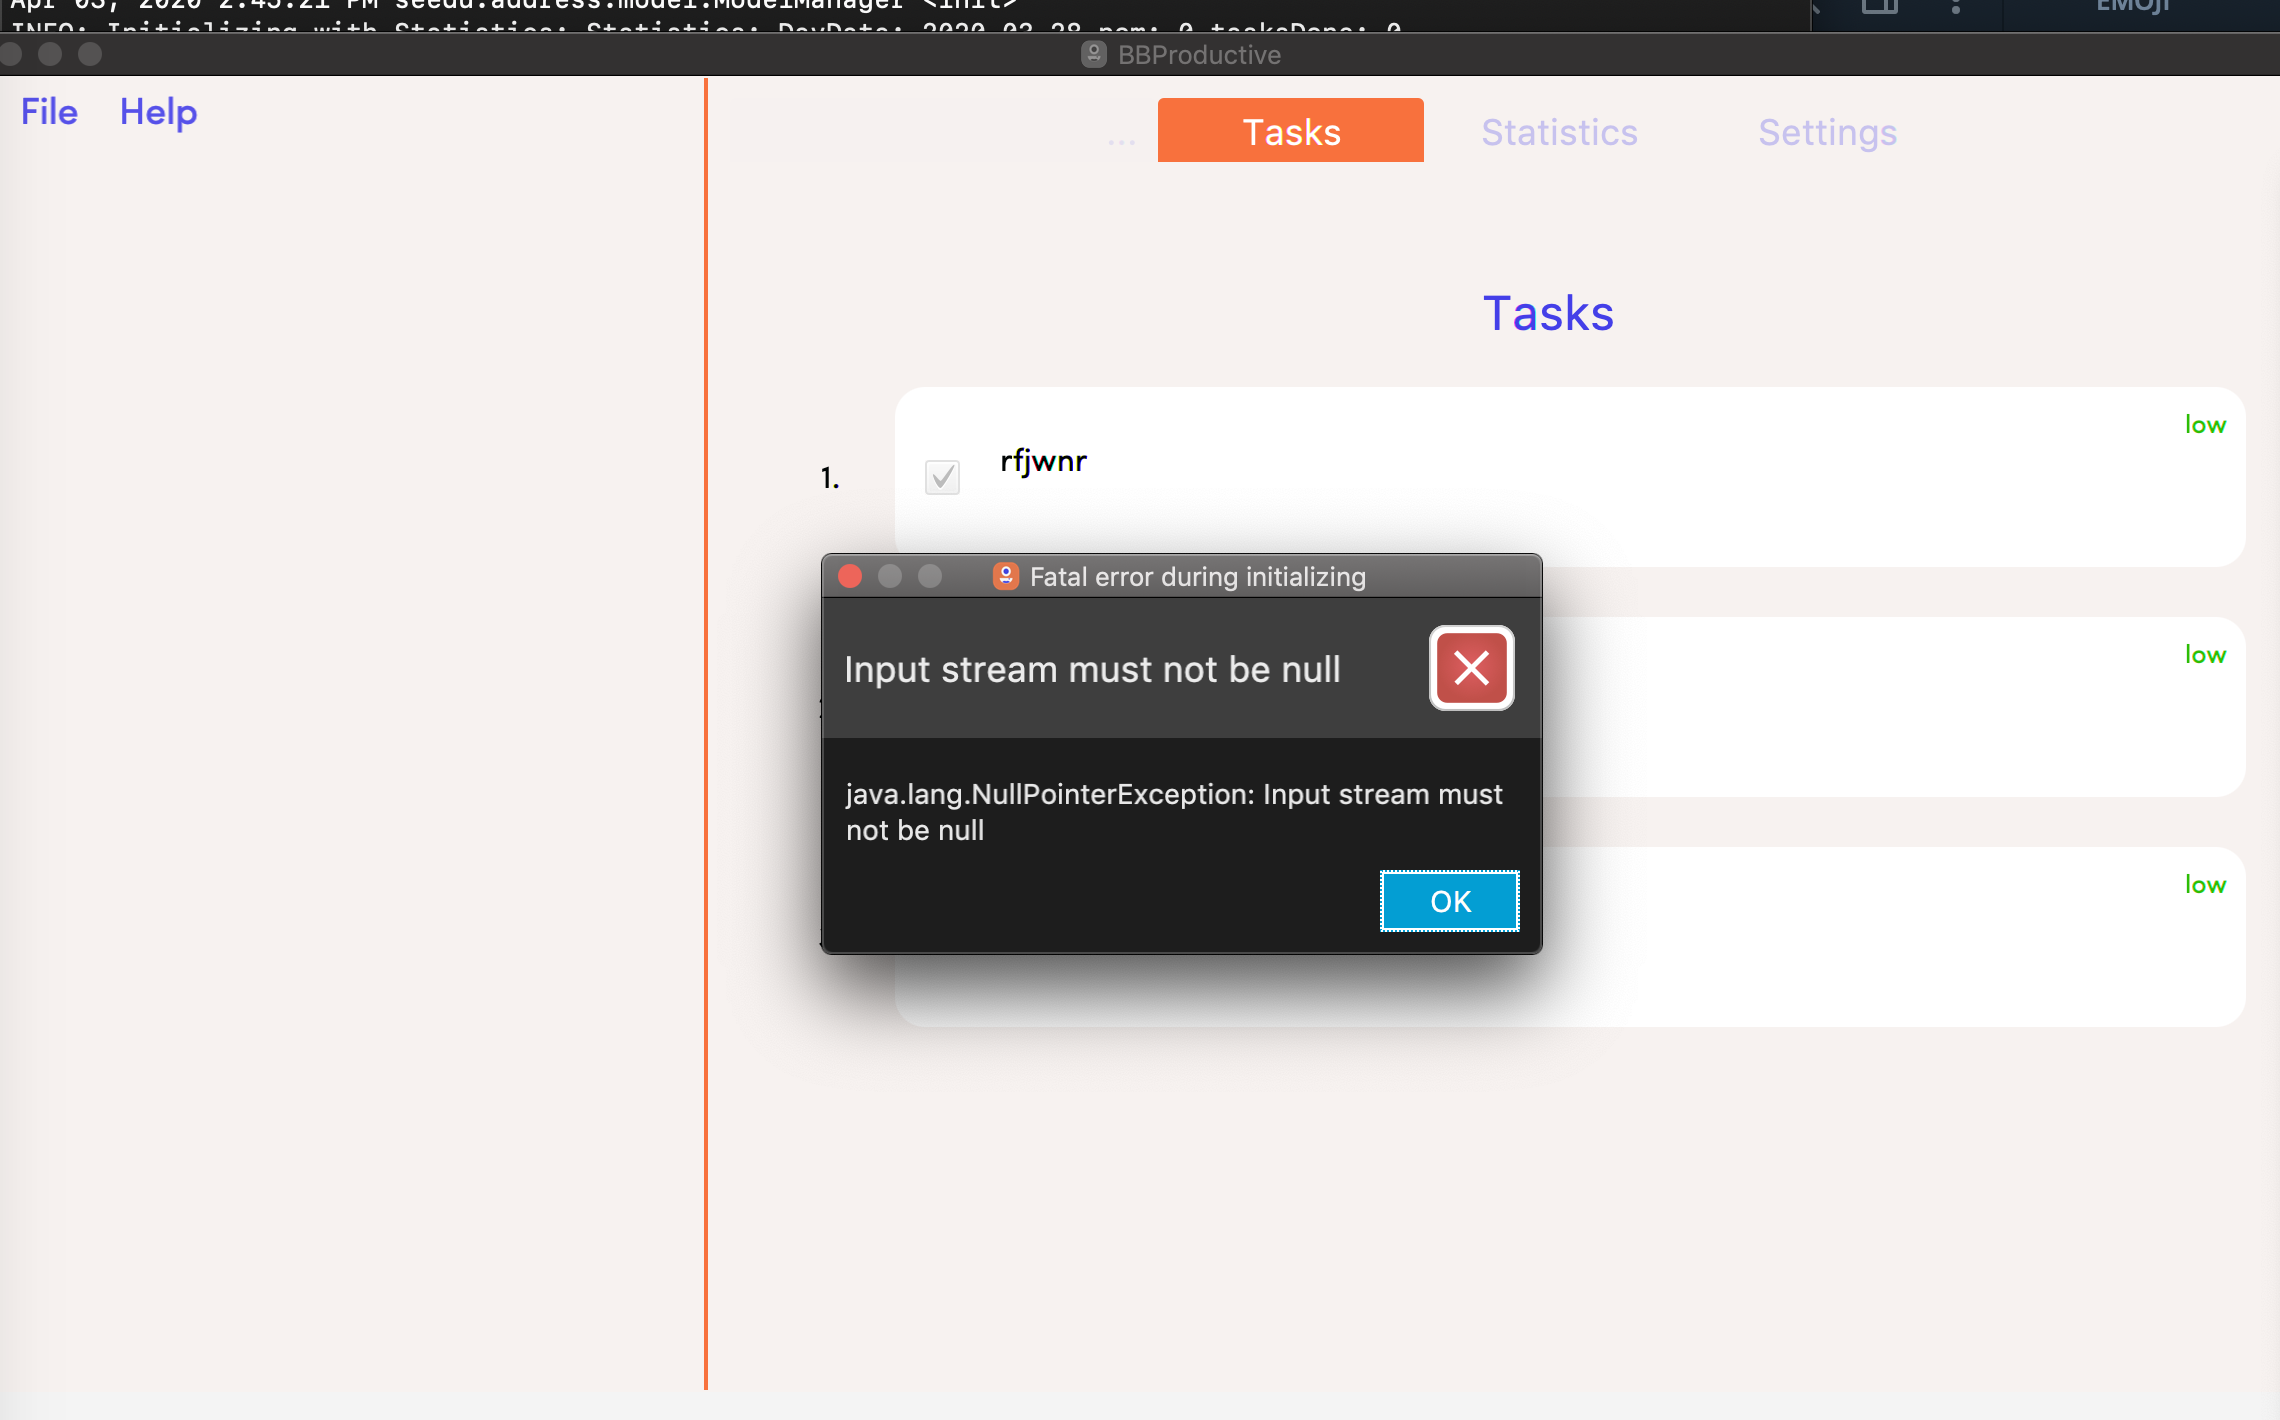 Apr 03, 2020 2:45:21 PM seedu.address.model.ModelManager <init>
INFO: Initializing with Statistics: Statistics: DayData: 2020-03-28 pom: 0 tasksDone: 0
EMOJI
BBProductive
File Help
... Tasks Statistics Settings
Tasks
low
1. rfjwnr
Fatal error during initializing
Input stream must not be null
low
java.lang.NullPointerException: Input stream must
not be null
low
OK